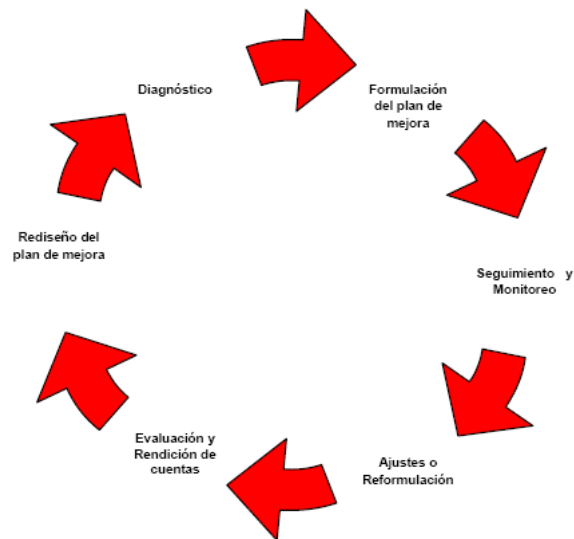 Diagnóstico
Formulación
del plan de
mejora
Seguimiento y
Monitoreo
Ajustes o
Reformulación
Evaluación y
Rendición de
cuentas
Rediseño del
plan de mejora